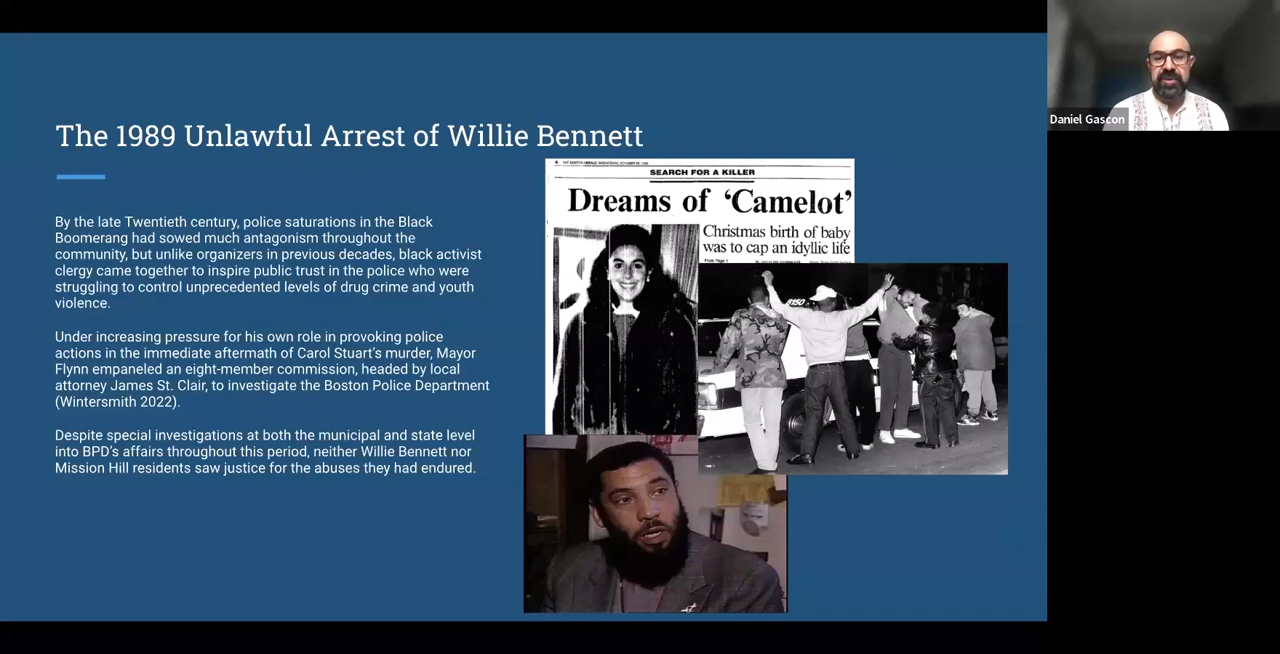 The 1989 Unlawful Arrest of Willie Bennett
By the late Twentieth century, police saturations in the Black
Boomerang had sowed much antagonism throughout the
community, but unlike organizers in previous decades, black activist
clergy came together to inspire public trust in the police who were
struggling to control unprecedented levels of drug crime and youth
violence.
Under increasing pressure for his own role in provoking police
actions in the immediate aftermath of Carol Stuart's murder, Mayor
Flynn empaneled an eight-member commission, headed by local
attorney James St. Clair, to investigate the Boston Police Department
(Wintersmith 2022).
Despite special investigations at both the municipal and state level
into BPD's affairs throughout this period, neither Willie Bennett nor
Mission Hill residents saw justice for the abuses they had endured.
SEARCH FOR A KILLER
Dreams of 'Camelot'
Christmas birth of baby
was to cap an idyllic life
From Page 1
Daniel Gascon